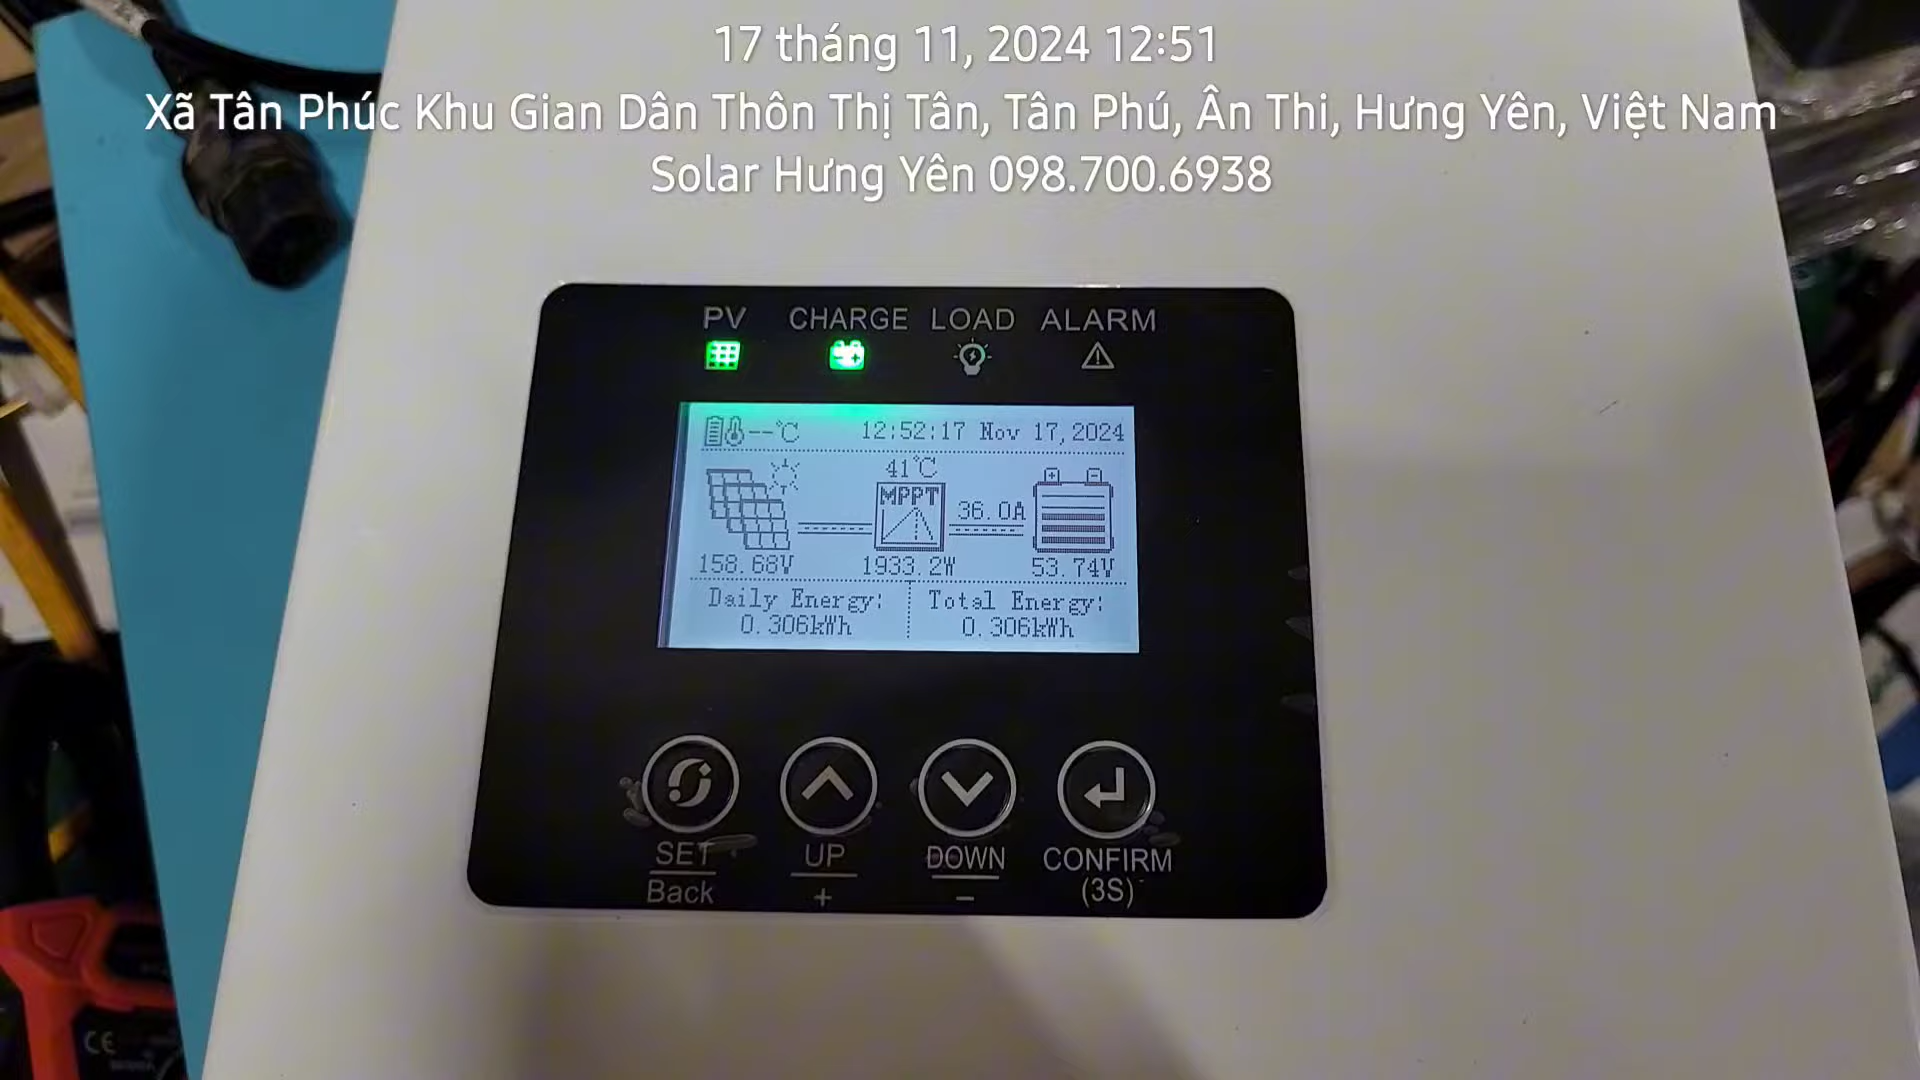 17 tháng 11, 2024 12:51
Xã Tân Phúc Khu Gian Dân Thôn Thị Tân, Tân Phú, Ân Thi, Hưng Yên, Việt Nam
Solar Hưng Yên 098.700.6938
PV CHARGE LOAD ALARM
--°C 12:52:17 Nov 17,2024
41°C
MPPT
36.0A
158.68V 1933.2W 53.74V
Daily Energy: Total Energy:
0.306kWh 0.306kWh
SET UP DOWN CONFIRM
Back + − (3S)
CE